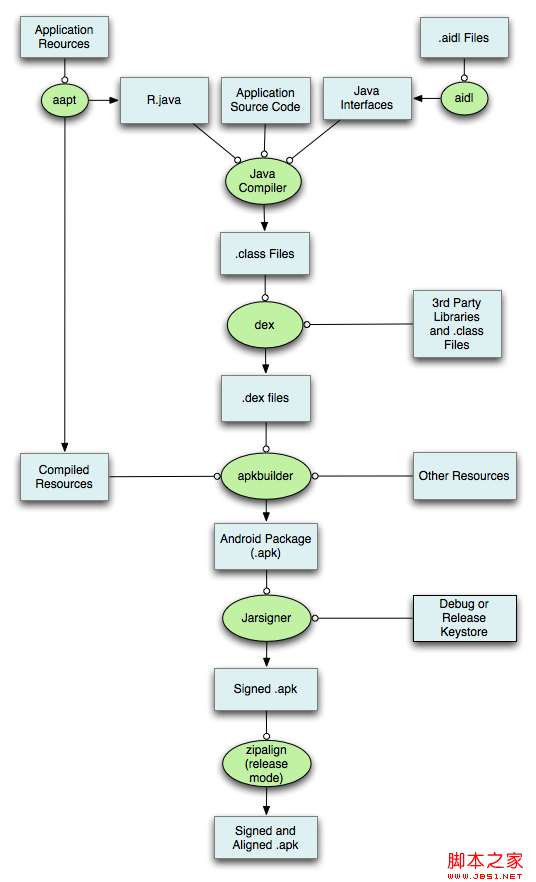 Application
Reources
.aidl Files
aapt
R.java
Application
Source Code
Java
Interfaces
aidl
Java
Compiler
.class Files
dex
3rd Party
Libraries
and .class
Files
.dex files
Compiled
Resources
apkbuilder
Other Resources
Android Package
(.apk)
Jarsigner
Debug or
Release
Keystore
Signed .apk
zipalign
(release
mode)
Signed and
Aligned .apk
脚本之家
www.JB51.NET